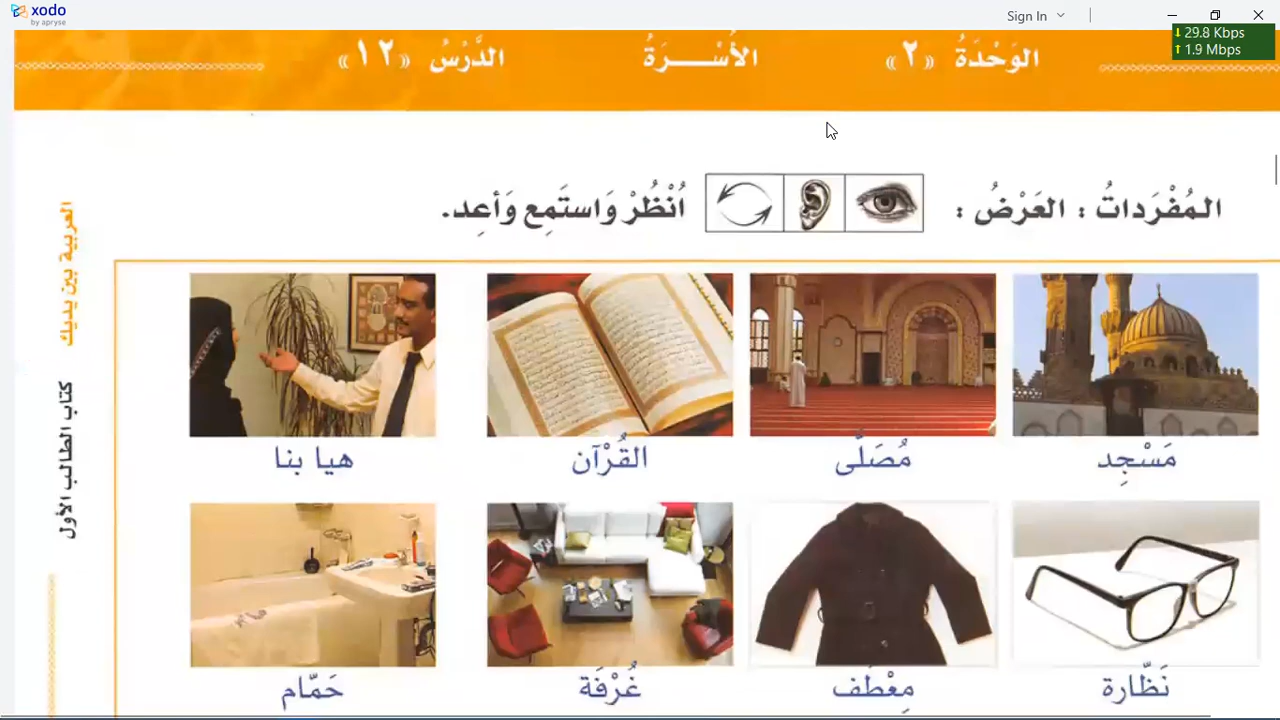 xodo
by apryse
Sign In
29.8 Kbps
1.9 Mbps
الوَحْدَةُ «٢» الأُسْــرَةُ الدَّرْسُ «١٢»
المُفْرَداتُ : العَرْضُ : اُنْظُرْ وَاستَمِع وَأعِد.
العربية بين يديك
كتاب الطالب الأول
مَسْجِد مُصَلَّى القُرْآن هيا بنا
نَظّارة مِعْطَف غُرْفَة حَمّام